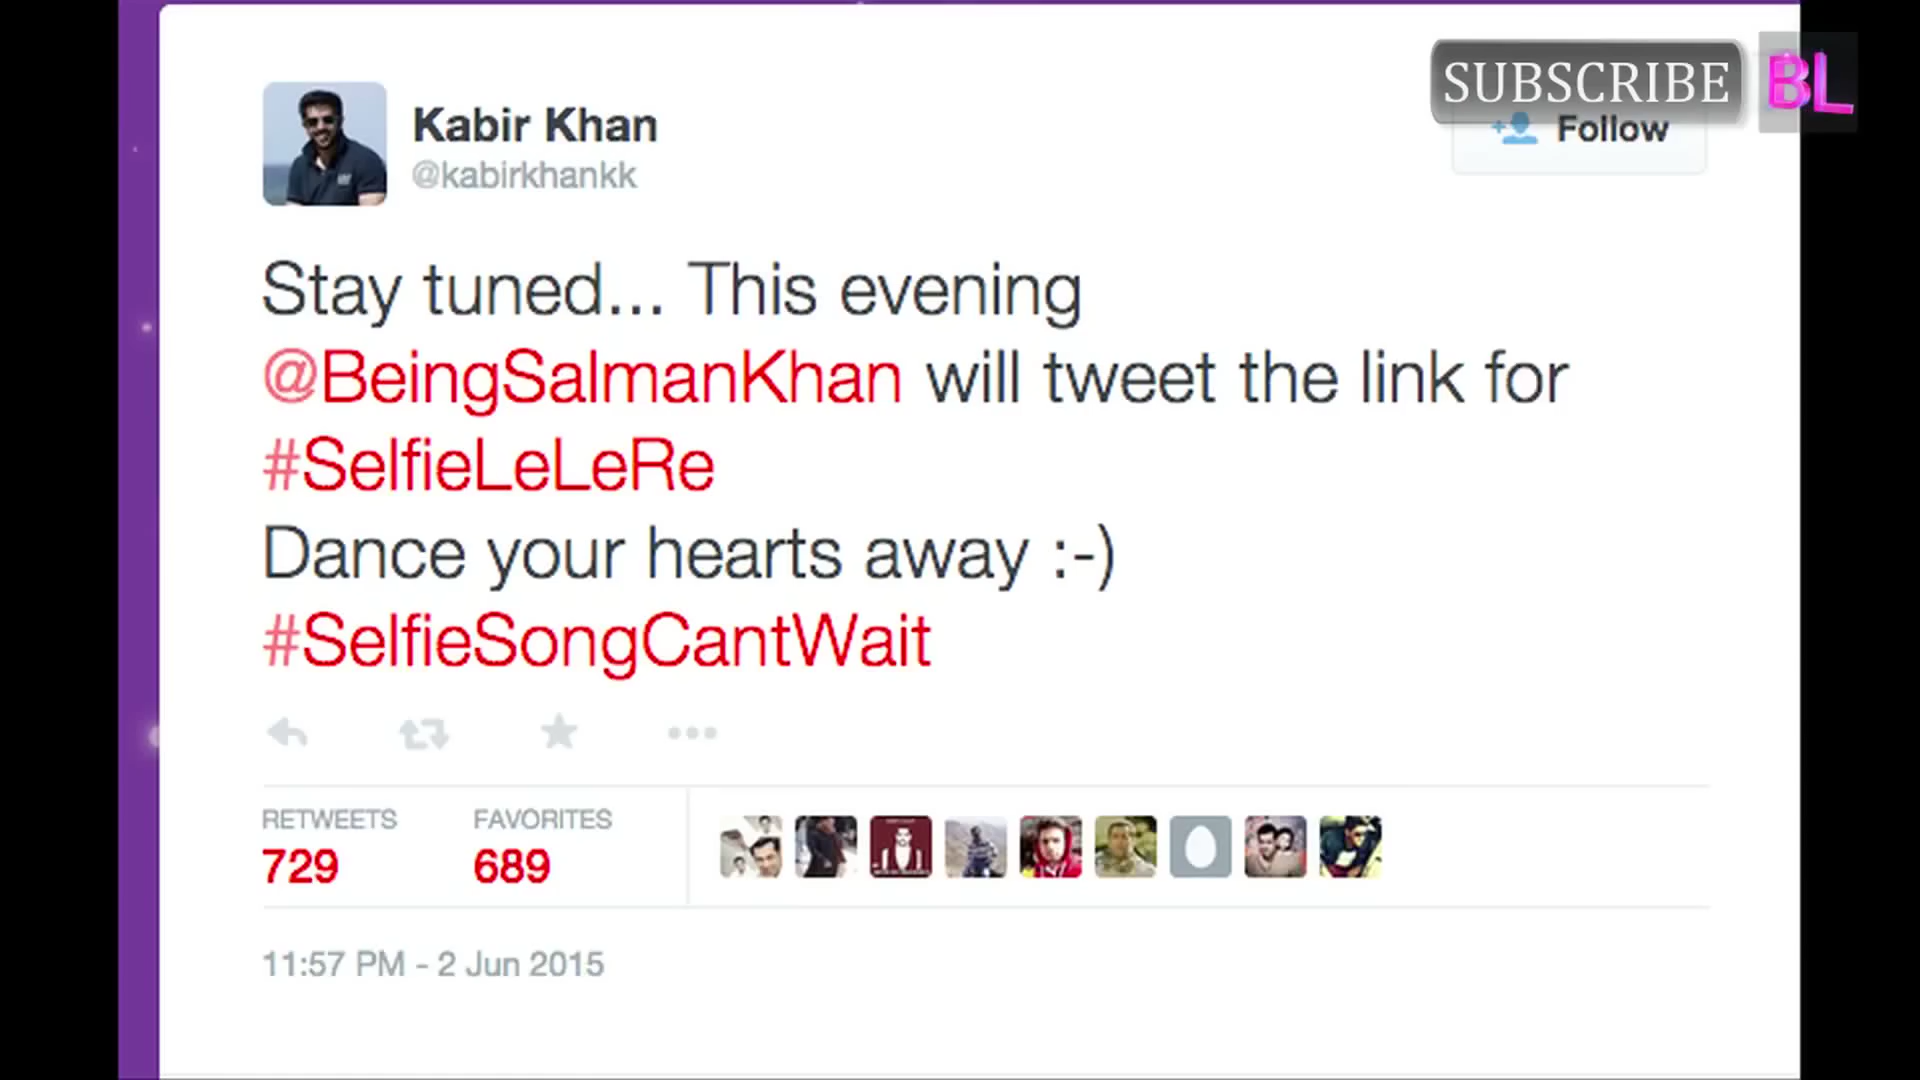 SUBSCRIBE BL
Kabir Khan
@kabirkhankk
Follow
Stay tuned... This evening
@BeingSalmanKhan will tweet the link for
#SelfieLeLeRe
Dance your hearts away :-)
#SelfieSongCantWait
RETWEETS FAVORITES
729 689
11:57 PM - 2 Jun 2015